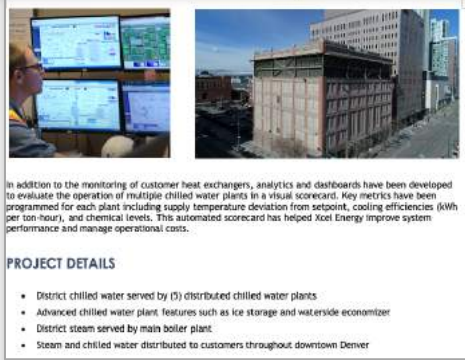 In addition to the monitoring of customer heat exchangers, analytics and dashboards have been developed
to evaluate the operation of multiple chilled water plants in a visual scorecard. Key metrics have been
programmed for each plant including supply temperature deviation from setpoint, cooling efficiencies (kWh
per ton-hour), and chemical levels. This automated scorecard has helped Xcel Energy improve system
performance and manage operational costs.
PROJECT DETAILS
• District chilled water served by (5) distributed chilled water plants
• Advanced chilled water plant features such as ice storage and waterside economizer
• District steam served by main boiler plant
• Steam and chilled water distributed to customers throughout downtown Denver